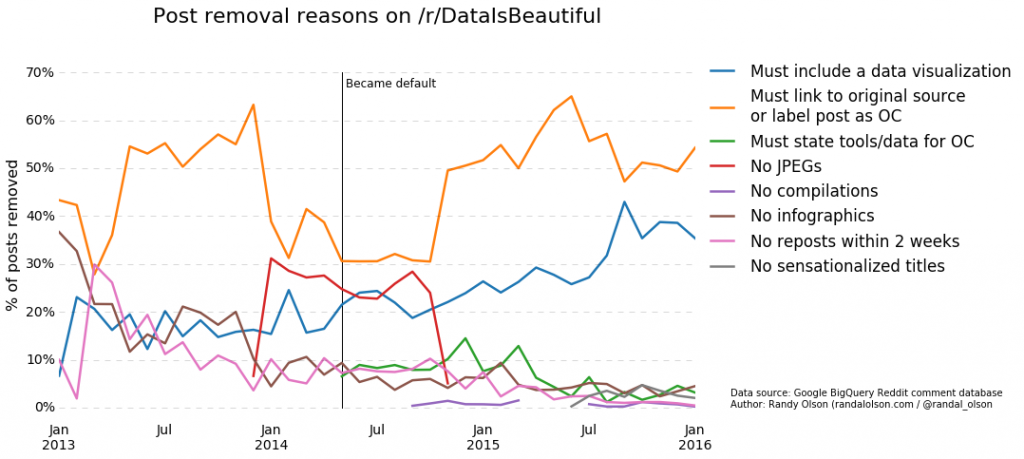 Post removal reasons on /r/DataIsBeautiful
% of posts removed
70%
60%
50%
40%
30%
20%
10%
0%
Became default
Jan
2013
Jul
Jan
2014
Jul
Jan
2015
Jul
Jan
2016
Must include a data visualization
Must link to original source
or label post as OC
Must state tools/data for OC
No JPEGs
No compilations
No infographics
No reposts within 2 weeks
No sensationalized titles
Data source: Google BigQuery Reddit comment database
Author: Randy Olson (randalolson.com / @randal_olson